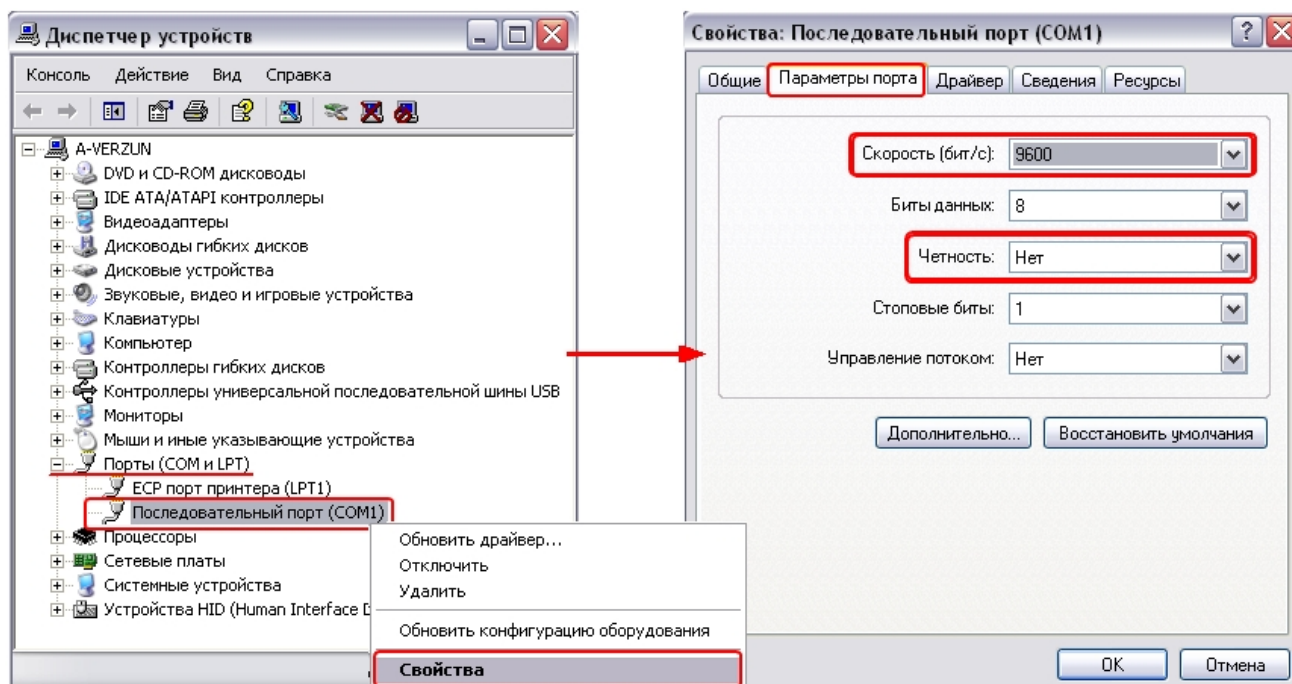 Диспетчер устройств
Консоль Действие Вид Справка
A-VERZUN
DVD и CD-ROM дисководы
IDE ATA/ATAPI контроллеры
Видеоадаптеры
Дисководы гибких дисков
Дисковые устройства
Звуковые, видео и игровые устройства
Клавиатуры
Компьютер
Контроллеры гибких дисков
Контроллеры универсальной последовательной шины USB
Мониторы
Мыши и иные указывающие устройства
Порты (COM и LPT)
ECP порт принтера (LPT1)
Последовательный порт (COM1)
Процессоры
Сетевые платы
Системные устройства
Устройства HID (Human Interface D
Обновить драйвер...
Отключить
Удалить
Обновить конфигурацию оборудования
Свойства
Свойства: Последовательный порт (COM1)
Общие Параметры порта Драйвер Сведения Ресурсы
Скорость (бит/с): 9600
Биты данных: 8
Четность: Нет
Стоповые биты: 1
Управление потоком: Нет
Дополнительно... Восстановить умолчания
OK Отмена